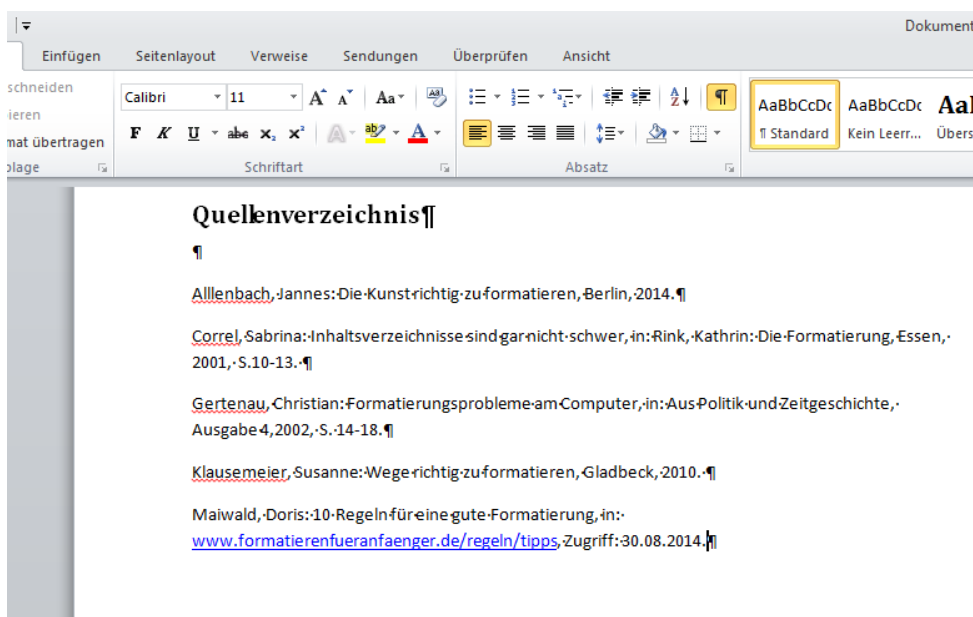 Dokument
Einfügen Seitenlayout Verweise Sendungen Überprüfen Ansicht
schneiden
ieren
mat übertragen
blage
Calibri 11 A A Aa
F K U abe x₂ x² A ab A
Schriftart
A Z ¶
Absatz
AaBbCcDc AaBbCcDc AaI
¶ Standard Kein Leerr... Übers
Quellenverzeichnis¶
¶
Alllenbach,·Jannes:·Die·Kunst·richtig·zu·formatieren,·Berlin,·2014.¶
Correl,·Sabrina:·Inhaltsverzeichnisse·sind·gar·nicht·schwer,·in:·Rink,·Kathrin:·Die·Formatierung,·Essen,·
2001,·S.10-13.·¶
Gertenau,·Christian:·Formatierungsprobleme·am·Computer,·in:·Aus·Politik·und·Zeitgeschichte,·
Ausgabe·4,2002,·S.·14-18.¶
Klausemeier,·Susanne:·Wege·richtig·zu·formatieren,·Gladbeck,·2010.·¶
Maiwald,·Doris:·10·Regeln·für·eine·gute·Formatierung,·in:·
www.formatierenfueranfaenger.de/regeln/tipps,·Zugriff:·30.08.2014.¶